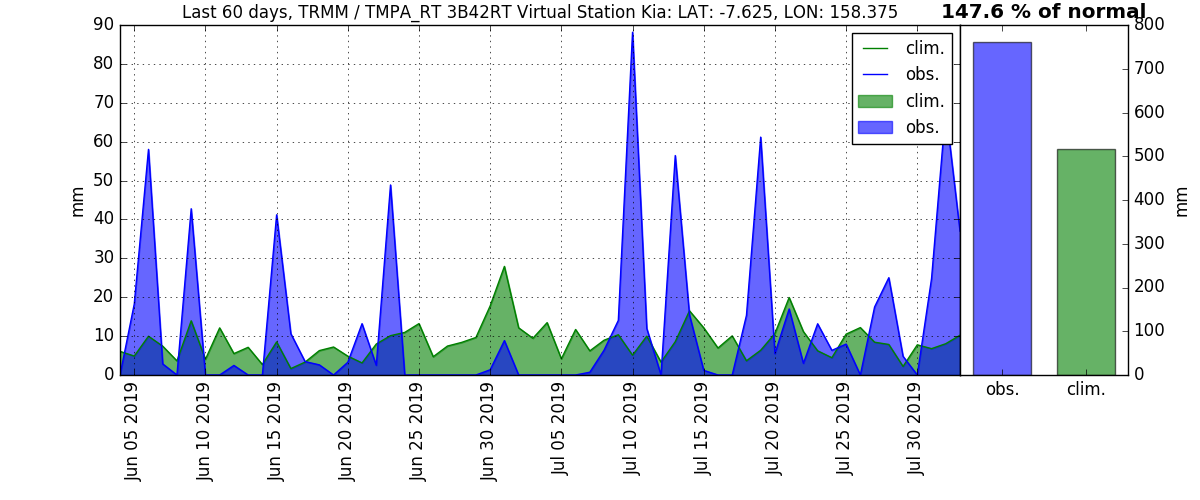 Last 60 days, TRMM / TMPA_RT 3B42RT Virtual Station Kia: LAT: -7.625, LON: 158.375
147.6 % of normal
90
80
70
60
50
40
30
20
10
0
mm
clim.
obs.
clim.
obs.
800
700
600
500
400
300
200
100
0
mm
Jun 05 2019
Jun 10 2019
Jun 15 2019
Jun 20 2019
Jun 25 2019
Jun 30 2019
Jul 05 2019
Jul 10 2019
Jul 15 2019
Jul 20 2019
Jul 25 2019
Jul 30 2019
obs.
clim.